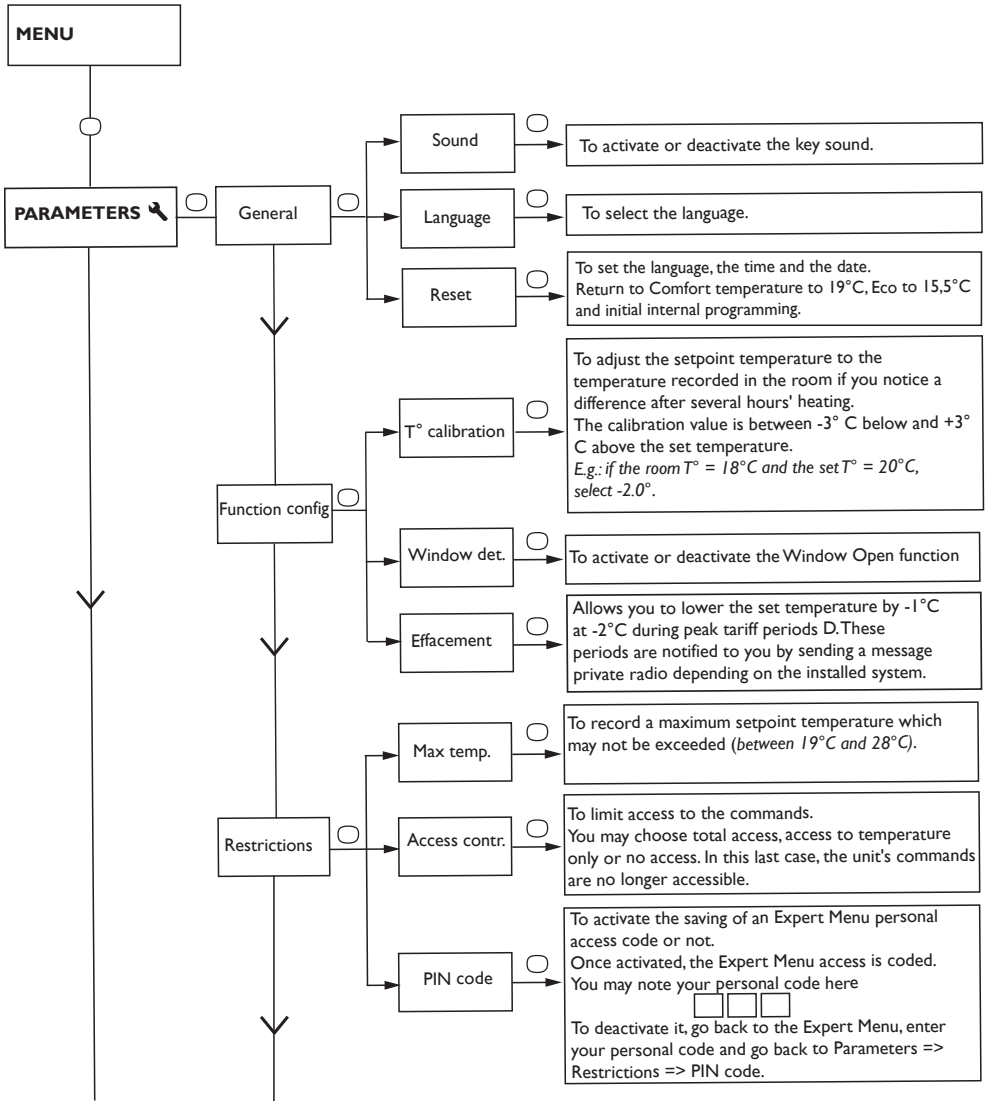 MENU
PARAMETERS
General
Sound
To activate or deactivate the key sound.
Language
To select the language.
Reset
To set the language, the time and the date.
Return to Comfort temperature to 19°C, Eco to 15,5°C
and initial internal programming.
Function config
T° calibration
To adjust the setpoint temperature to the
temperature recorded in the room if you notice a
difference after several hours' heating.
The calibration value is between -3° C below and +3°
C above the set temperature.
E.g.: if the room T° = 18°C and the set T° = 20°C,
select -2.0°.
Window det.
To activate or deactivate the Window Open function
Effacement
Allows you to lower the set temperature by -1°C
at -2°C during peak tariff periods D. These
periods are notified to you by sending a message
private radio depending on the installed system.
Restrictions
Max temp.
To record a maximum setpoint temperature which
may not be exceeded (between 19°C and 28°C).
Access contr.
To limit access to the commands.
You may choose total access, access to temperature
only or no access. In this last case, the unit's commands
are no longer accessible.
PIN code
To activate the saving of an Expert Menu personal
access code or not.
Once activated, the Expert Menu access is coded.
You may note your personal code here
To deactivate it, go back to the Expert Menu, enter
your personal code and go back to Parameters =>
Restrictions => PIN code.